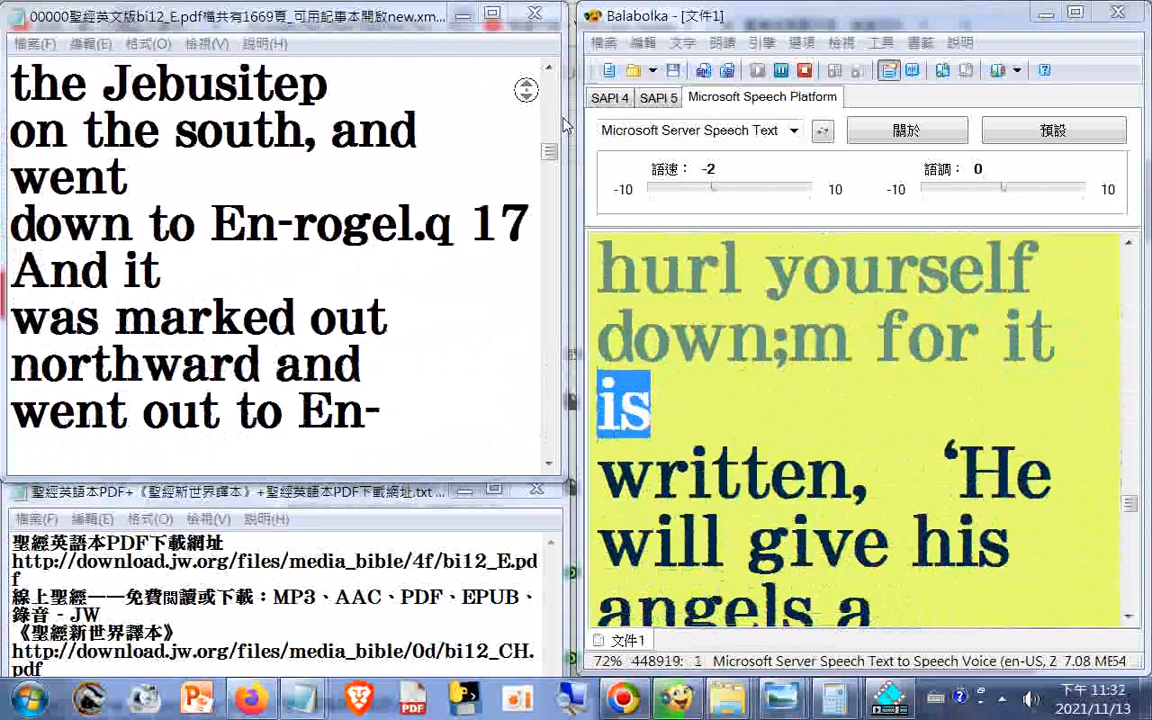 00000聖經英文版bi12_E.pdf檔共有1669頁_可用記事本開啟new.xm...
檔案(F) 編輯(E) 格式(O) 檢視(V) 說明(H)
the Jebusitep
on the south, and
went
down to En-rogel.q 17
And it
was marked out
northward and
went out to En-
聖經英語本PDF+《聖經新世界譯本》+聖經英語本PDF下載網址.txt ...
檔案(F) 編輯(E) 格式(O) 檢視(V) 說明(H)
聖經英語本PDF下載網址
http://download.jw.org/files/media_bible/4f/bi12_E.pd
f
線上聖經——免費閱讀或下載：MP3、AAC、PDF、EPUB、
錄音 - JW
《聖經新世界譯本》
http://download.jw.org/files/media_bible/0d/bi12_CH.
pdf
Balabolka - [文件1]
檔案 編輯 文字 朗讀 引擎 選項 檢視 工具 書籤 說明
SAPI 4 SAPI 5 Microsoft Speech Platform
Microsoft Server Speech Text 關於 預設
語速： -2 語調： 0
-10 10 -10 10
hurl yourself
down;m for it
is
written, ‘He
will give his
angels a
文件1
72% 448919: 1 Microsoft Server Speech Text to Speech Voice (en-US, Z 7.08 ME54
下午 11:32
2021/11/13